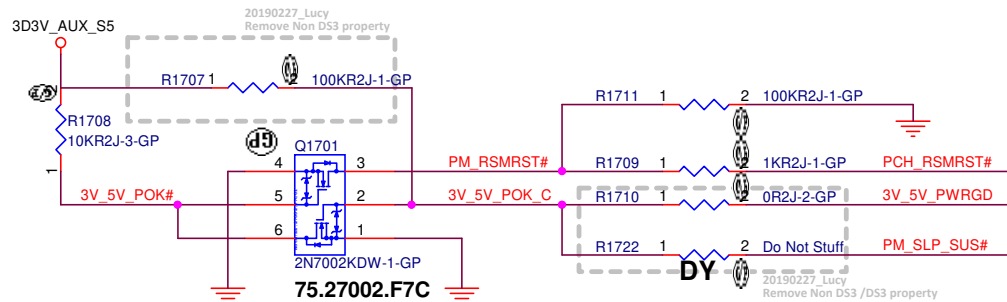 20190227_Lucy
Remove Non DS3 property
3D3V_AUX_S5
R1707 1 2 100KR2J-1-GP
2
R1708
10KR2J-3-GP
1
R1711 1 2 100KR2J-1-GP
GP
Q1701
4 3 PM_RSMRST# R1709 1 2 1KR2J-1-GP PCH_RSMRST#
3V_5V_POK# 5 2 3V_5V_POK_C R1710 1 2 0R2J-2-GP 3V_5V_PWRGD
6 1 R1722 1 2 Do Not Stuff PM_SLP_SUS#
2N7002KDW-1-GP
DY
75.27002.F7C
20190227_Lucy
Remove Non DS3 /DS3 property